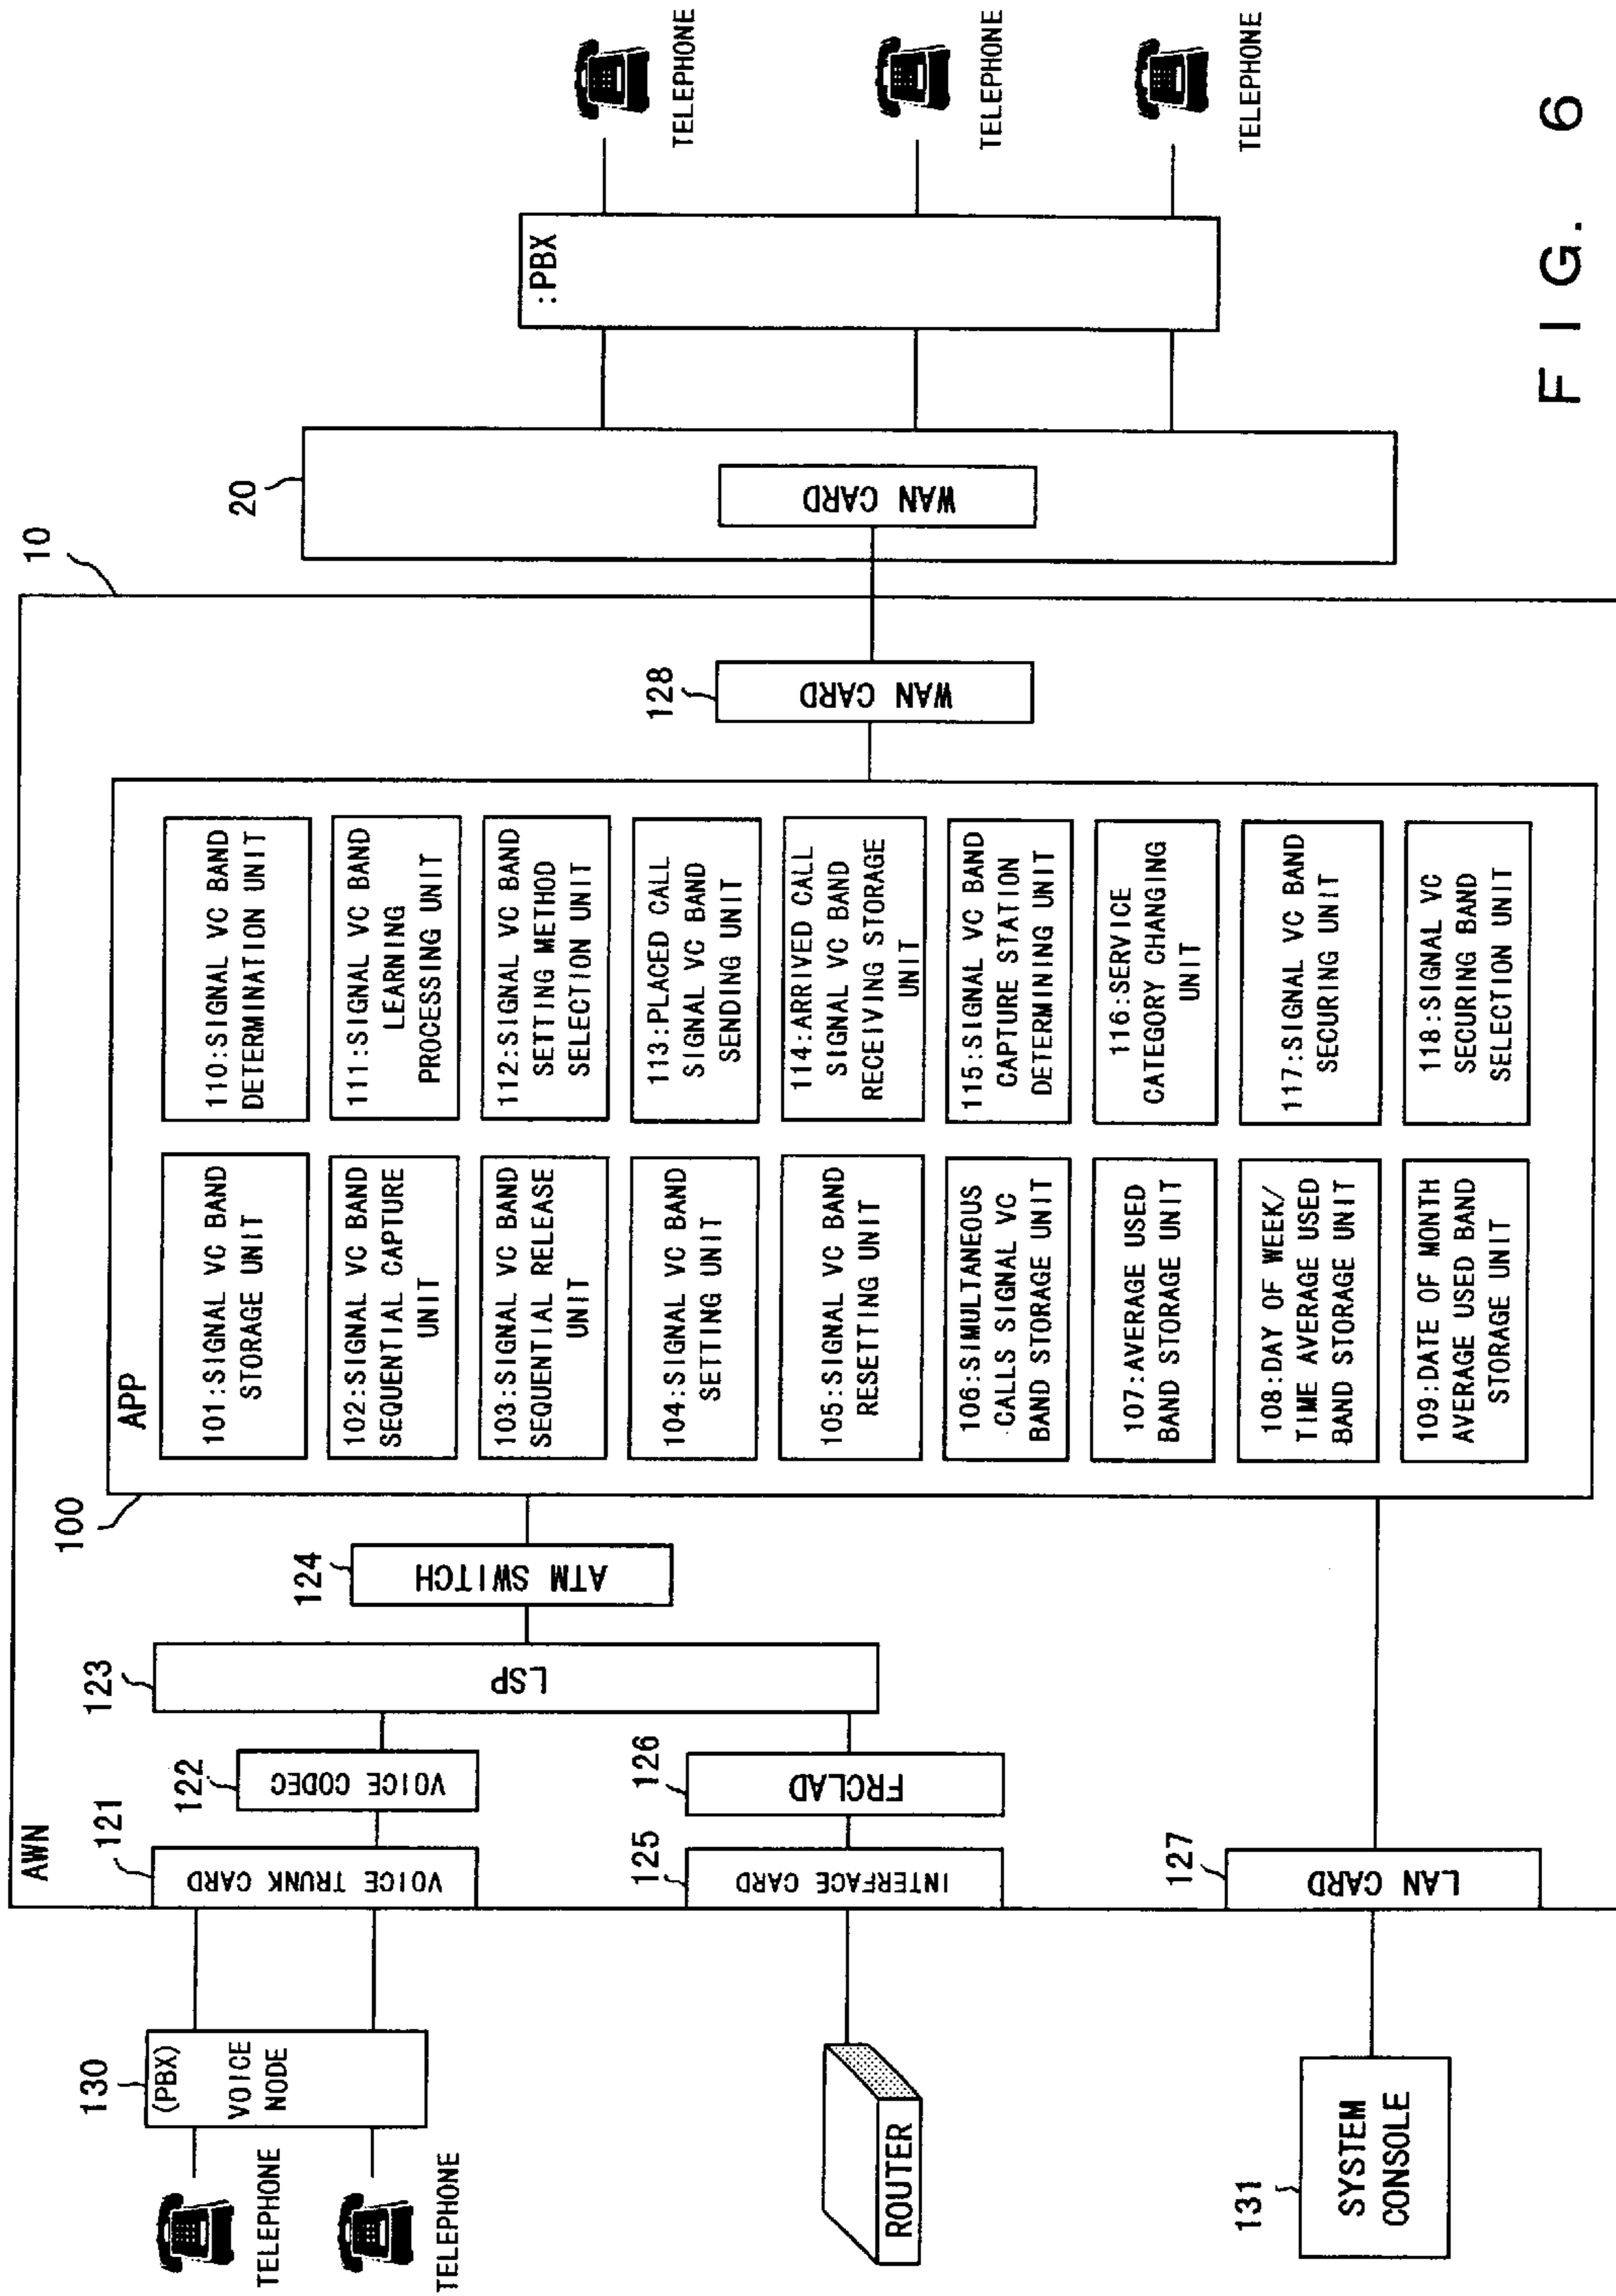 AWN
10
130
(PBX)
VOICE
NODE
TELEPHONE
TELEPHONE
121
VOICE TRUNK CARD
122
VOICE CODEC
123
LSP
124
ATM SWITCH
125
INTERFACE CARD
126
FRCLAD
ROUTER
127
LAN CARD
131
SYSTEM
CONSOLE
100
APP
101:SIGNAL VC BAND
STORAGE UNIT
102:SIGNAL VC BAND
SEQUENTIAL CAPTURE
UNIT
103:SIGNAL VC BAND
SEQUENTIAL RELEASE
UNIT
104:SIGNAL VC BAND
SETTING UNIT
105:SIGNAL VC BAND
RESETTING UNIT
106:SIMULTANEOUS
CALLS SIGNAL VC
BAND STORAGE UNIT
107:AVERAGE USED
BAND STORAGE UNIT
108:DAY OF WEEK/
TIME AVERAGE USED
BAND STORAGE UNIT
109:DATE OF MONTH
AVERAGE USED BAND
STORAGE UNIT
110:SIGNAL VC BAND
DETERMINATION UNIT
111:SIGNAL VC BAND
LEARNING
PROCESSING UNIT
112:SIGNAL VC BAND
SETTING METHOD
SELECTION UNIT
113:PLACED CALL
SIGNAL VC BAND
SENDING UNIT
114:ARRIVED CALL
SIGNAL VC BAND
RECEIVING STORAGE
UNIT
115:SIGNAL VC BAND
CAPTURE STATION
DETERMINING UNIT
116:SERVICE
CATEGORY CHANGING
UNIT
117:SIGNAL VC BAND
SECURING UNIT
118:SIGNAL VC
SECURING BAND
SELECTION UNIT
128
WAN CARD
20
WAN CARD
:PBX
TELEPHONE
TELEPHONE
TELEPHONE
FIG. 6